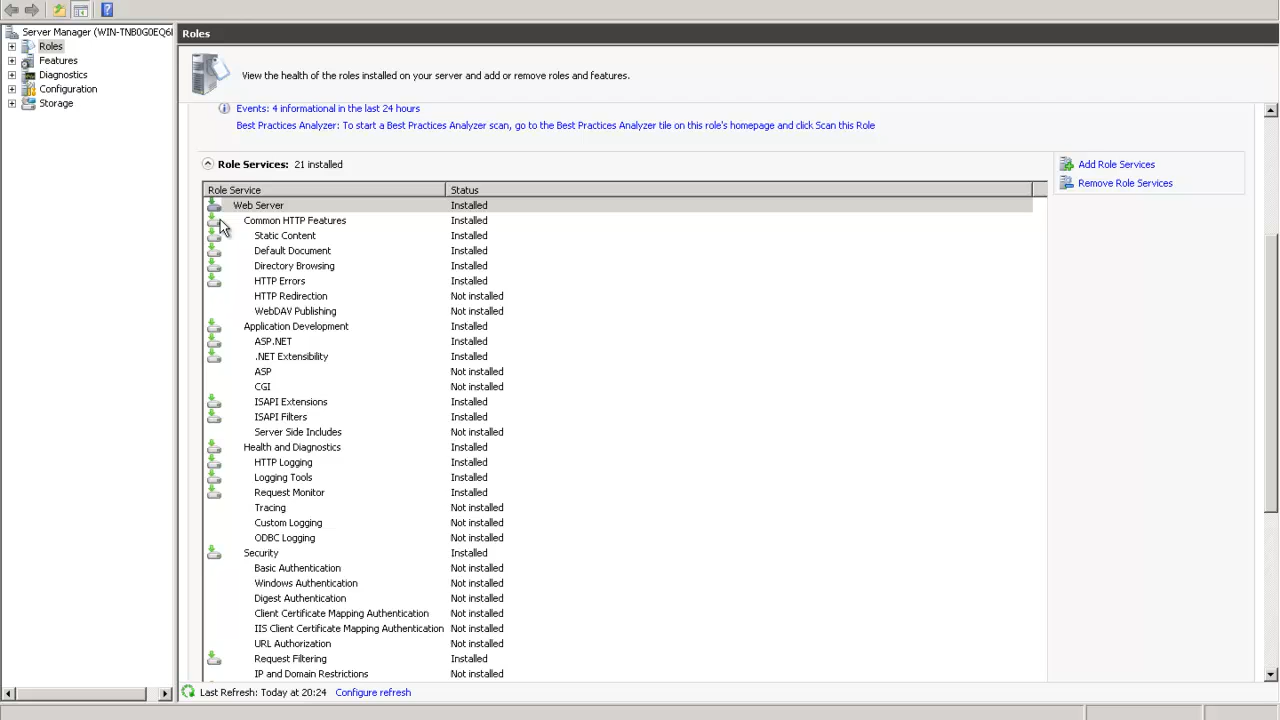 Server Manager (WIN-TNB0G0EQ6
Roles
Features
Diagnostics
Configuration
Storage
Roles
View the health of the roles installed on your server and add or remove roles and features.
Events: 4 informational in the last 24 hours
Best Practices Analyzer: To start a Best Practices Analyzer scan, go to the Best Practices Analyzer tile on this role's homepage and click Scan this Role
Role Services: 21 installed
Add Role Services
Remove Role Services
Role Service Status
Web Server Installed
Common HTTP Features Installed
Static Content Installed
Default Document Installed
Directory Browsing Installed
HTTP Errors Installed
HTTP Redirection Not installed
WebDAV Publishing Not installed
Application Development Installed
ASP.NET Installed
.NET Extensibility Installed
ASP Not installed
CGI Not installed
ISAPI Extensions Installed
ISAPI Filters Installed
Server Side Includes Not installed
Health and Diagnostics Installed
HTTP Logging Installed
Logging Tools Installed
Request Monitor Installed
Tracing Not installed
Custom Logging Not installed
ODBC Logging Not installed
Security Installed
Basic Authentication Not installed
Windows Authentication Not installed
Digest Authentication Not installed
Client Certificate Mapping Authentication Not installed
IIS Client Certificate Mapping Authentication Not installed
URL Authorization Not installed
Request Filtering Installed
IP and Domain Restrictions Not installed
Last Refresh: Today at 20:24 Configure refresh